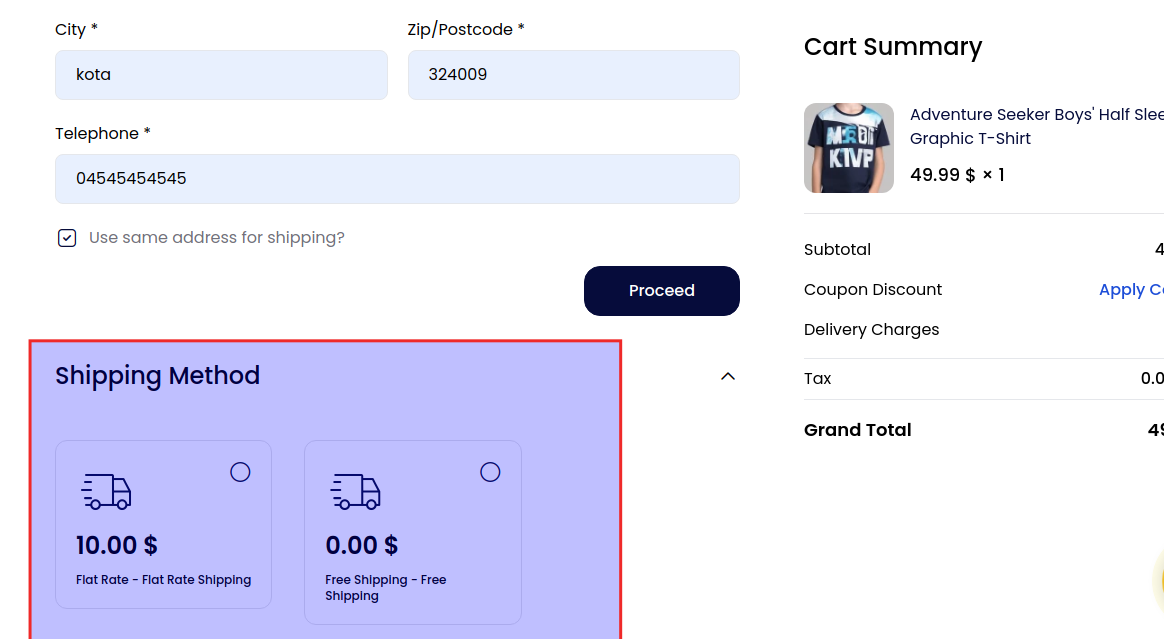 City *
Zip/Postcode *
kota
324009
Telephone *
04545454545
Use same address for shipping?
Proceed
Shipping Method
10.00 $
Flat Rate - Flat Rate Shipping
0.00 $
Free Shipping - Free
Shipping
Cart Summary
Adventure Seeker Boys' Half Slee
Graphic T-Shirt
49.99 $ × 1
Subtotal
4
Coupon Discount
Apply Co
Delivery Charges
Tax
0.0
Grand Total
49